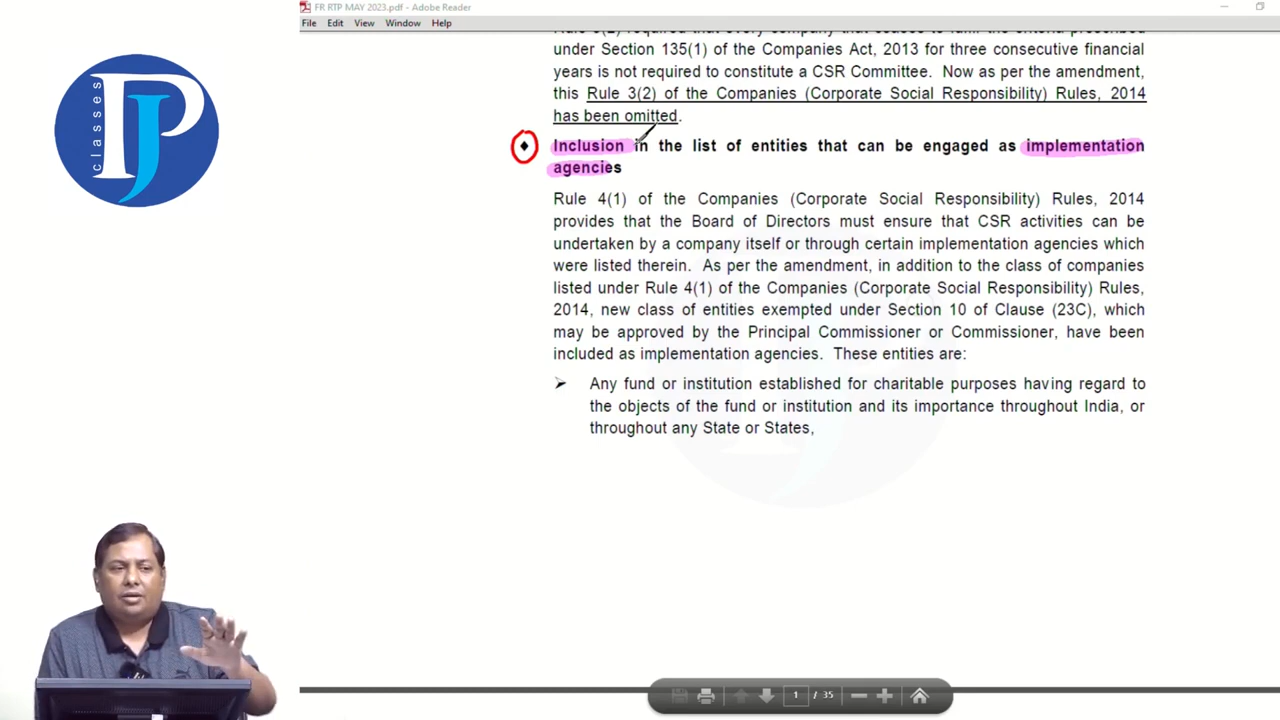 FR RTP MAY 2023.pdf - Adobe Reader
File Edit View Window Help
under Section 135(1) of the Companies Act, 2013 for three consecutive financial
years is not required to constitute a CSR Committee. Now as per the amendment,
this Rule 3(2) of the Companies (Corporate Social Responsibility) Rules, 2014
has been omitted.
Inclusion in the list of entities that can be engaged as implementation
agencies
Rule 4(1) of the Companies (Corporate Social Responsibility) Rules, 2014
provides that the Board of Directors must ensure that CSR activities can be
undertaken by a company itself or through certain implementation agencies which
were listed therein. As per the amendment, in addition to the class of companies
listed under Rule 4(1) of the Companies (Corporate Social Responsibility) Rules,
2014, new class of entities exempted under Section 10 of Clause (23C), which
may be approved by the Principal Commissioner or Commissioner, have been
included as implementation agencies. These entities are:
Any fund or institution established for charitable purposes having regard to
the objects of the fund or institution and its importance throughout India, or
throughout any State or States,
PJ
classes
1 / 35